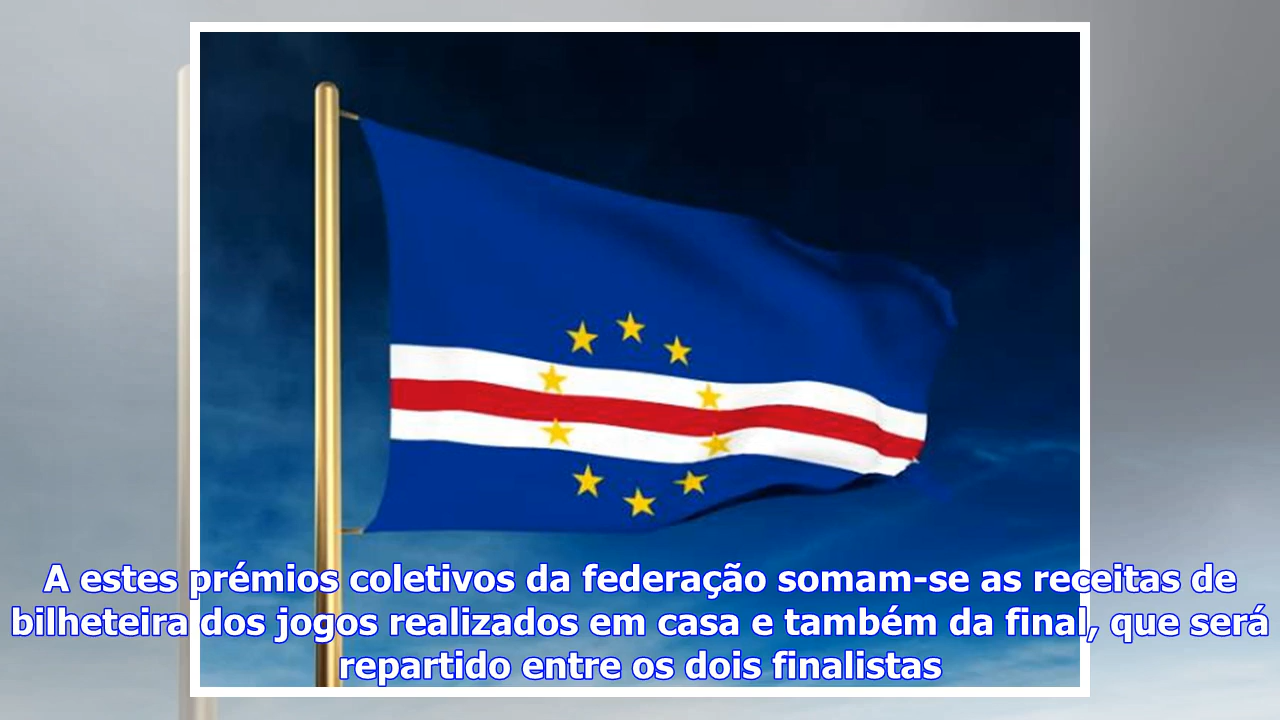 A estes prémios coletivos da federação somam-se as receitas de
bilheteira dos jogos realizados em casa e também da final, que será
repartido entre os dois finalistas